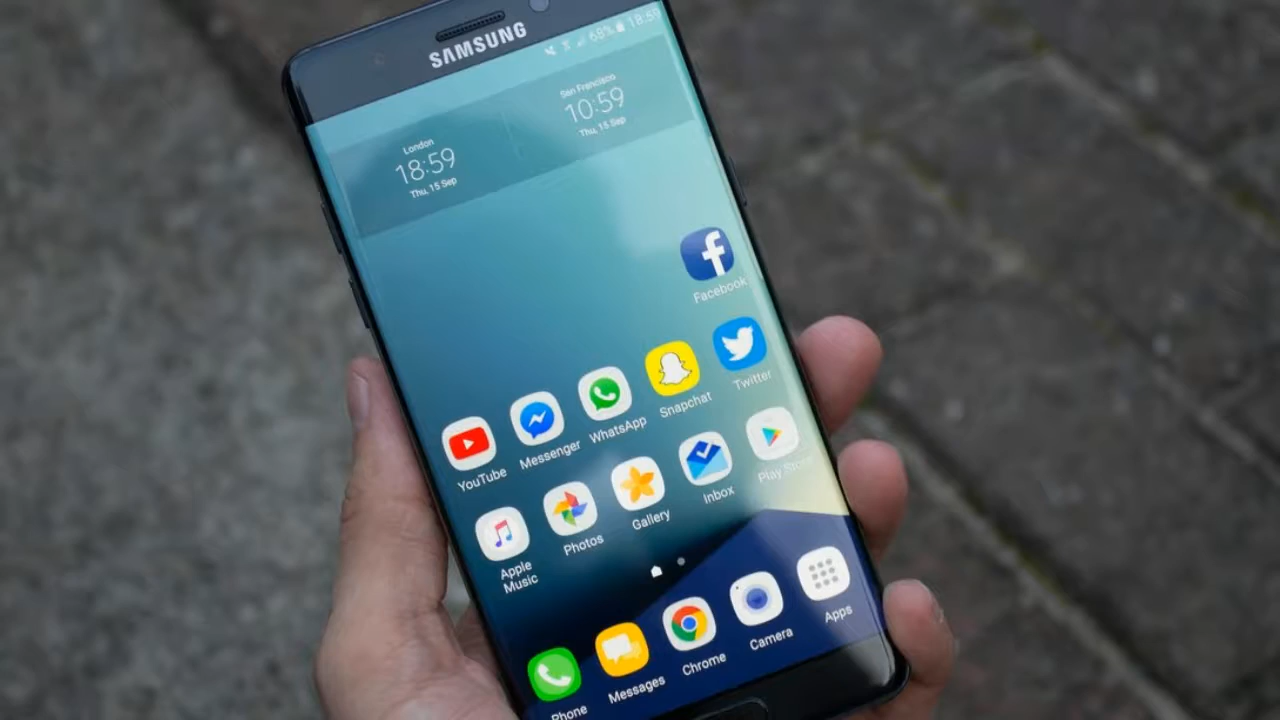 SAMSUNG
68% 18:59
London
18:59
Thu, 15 Sep
San Francisco
10:59
Thu, 15 Sep
Facebook
YouTube
Messenger
WhatsApp
Snapchat
Twitter
Apple
Music
Photos
Gallery
Inbox
Play Store
Phone
Messages
Chrome
Camera
Apps